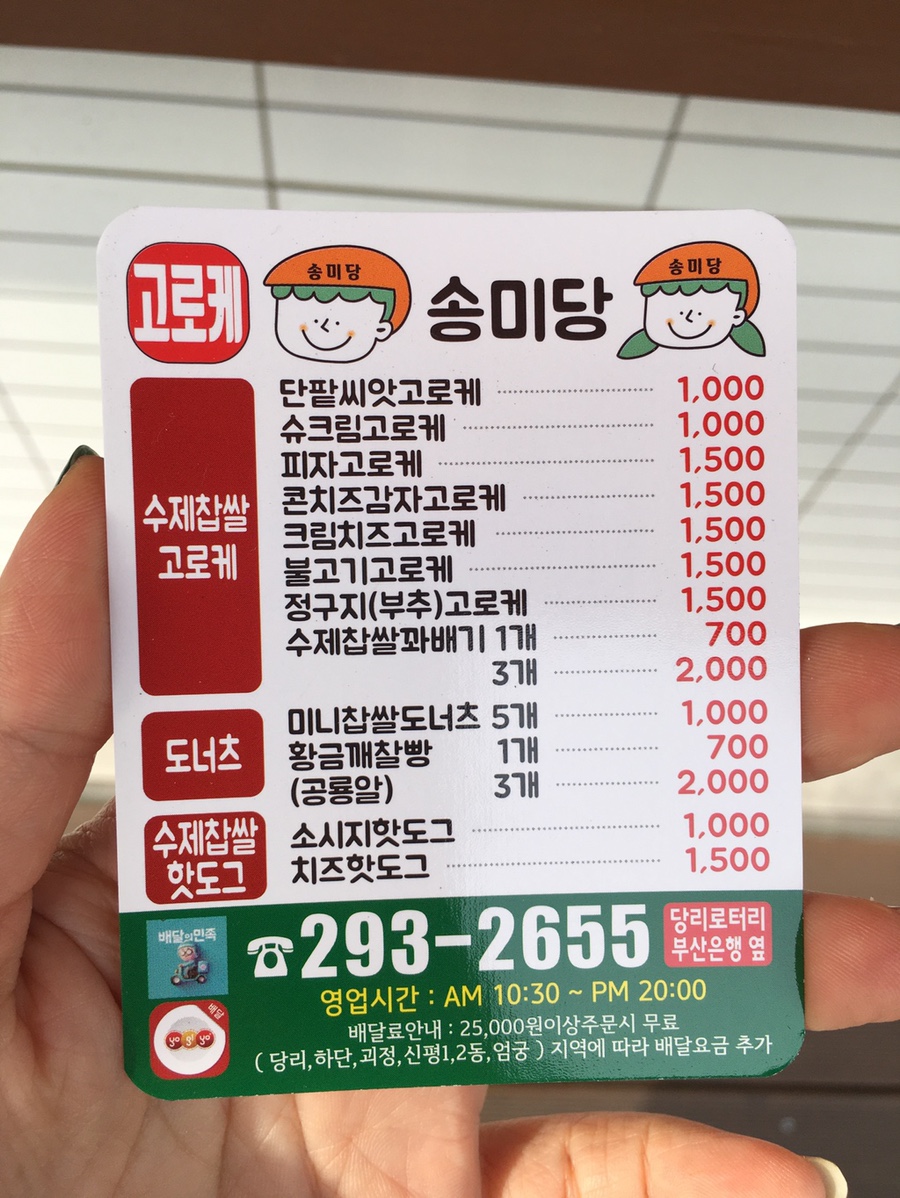 고로케
송미당
송미당
송미당
수제찹쌀
고로케
단팥씨앗고로케 1,000
슈크림고로케 1,000
피자고로케 1,500
콘치즈감자고로케 1,500
크림치즈고로케 1,500
불고기고로케 1,500
정구지(부추)고로케 1,500
수제찹쌀꽈배기 1개 700
3개 2,000
도너츠
미니찹쌀도너츠 5개 1,000
황금깨찰빵 1개 700
(공룡알) 3개 2,000
수제찹쌀
핫도그
소시지핫도그 1,000
치즈핫도그 1,500
배달의민족
293-2655
당리로터리
부산은행 옆
영업시간 : AM 10:30 ~ PM 20:00
배달
yogiyo
배달료안내 : 25,000원이상주문시 무료
( 당리,하단,괴정,신평1,2동,엄궁 ) 지역에 따라 배달요금 추가